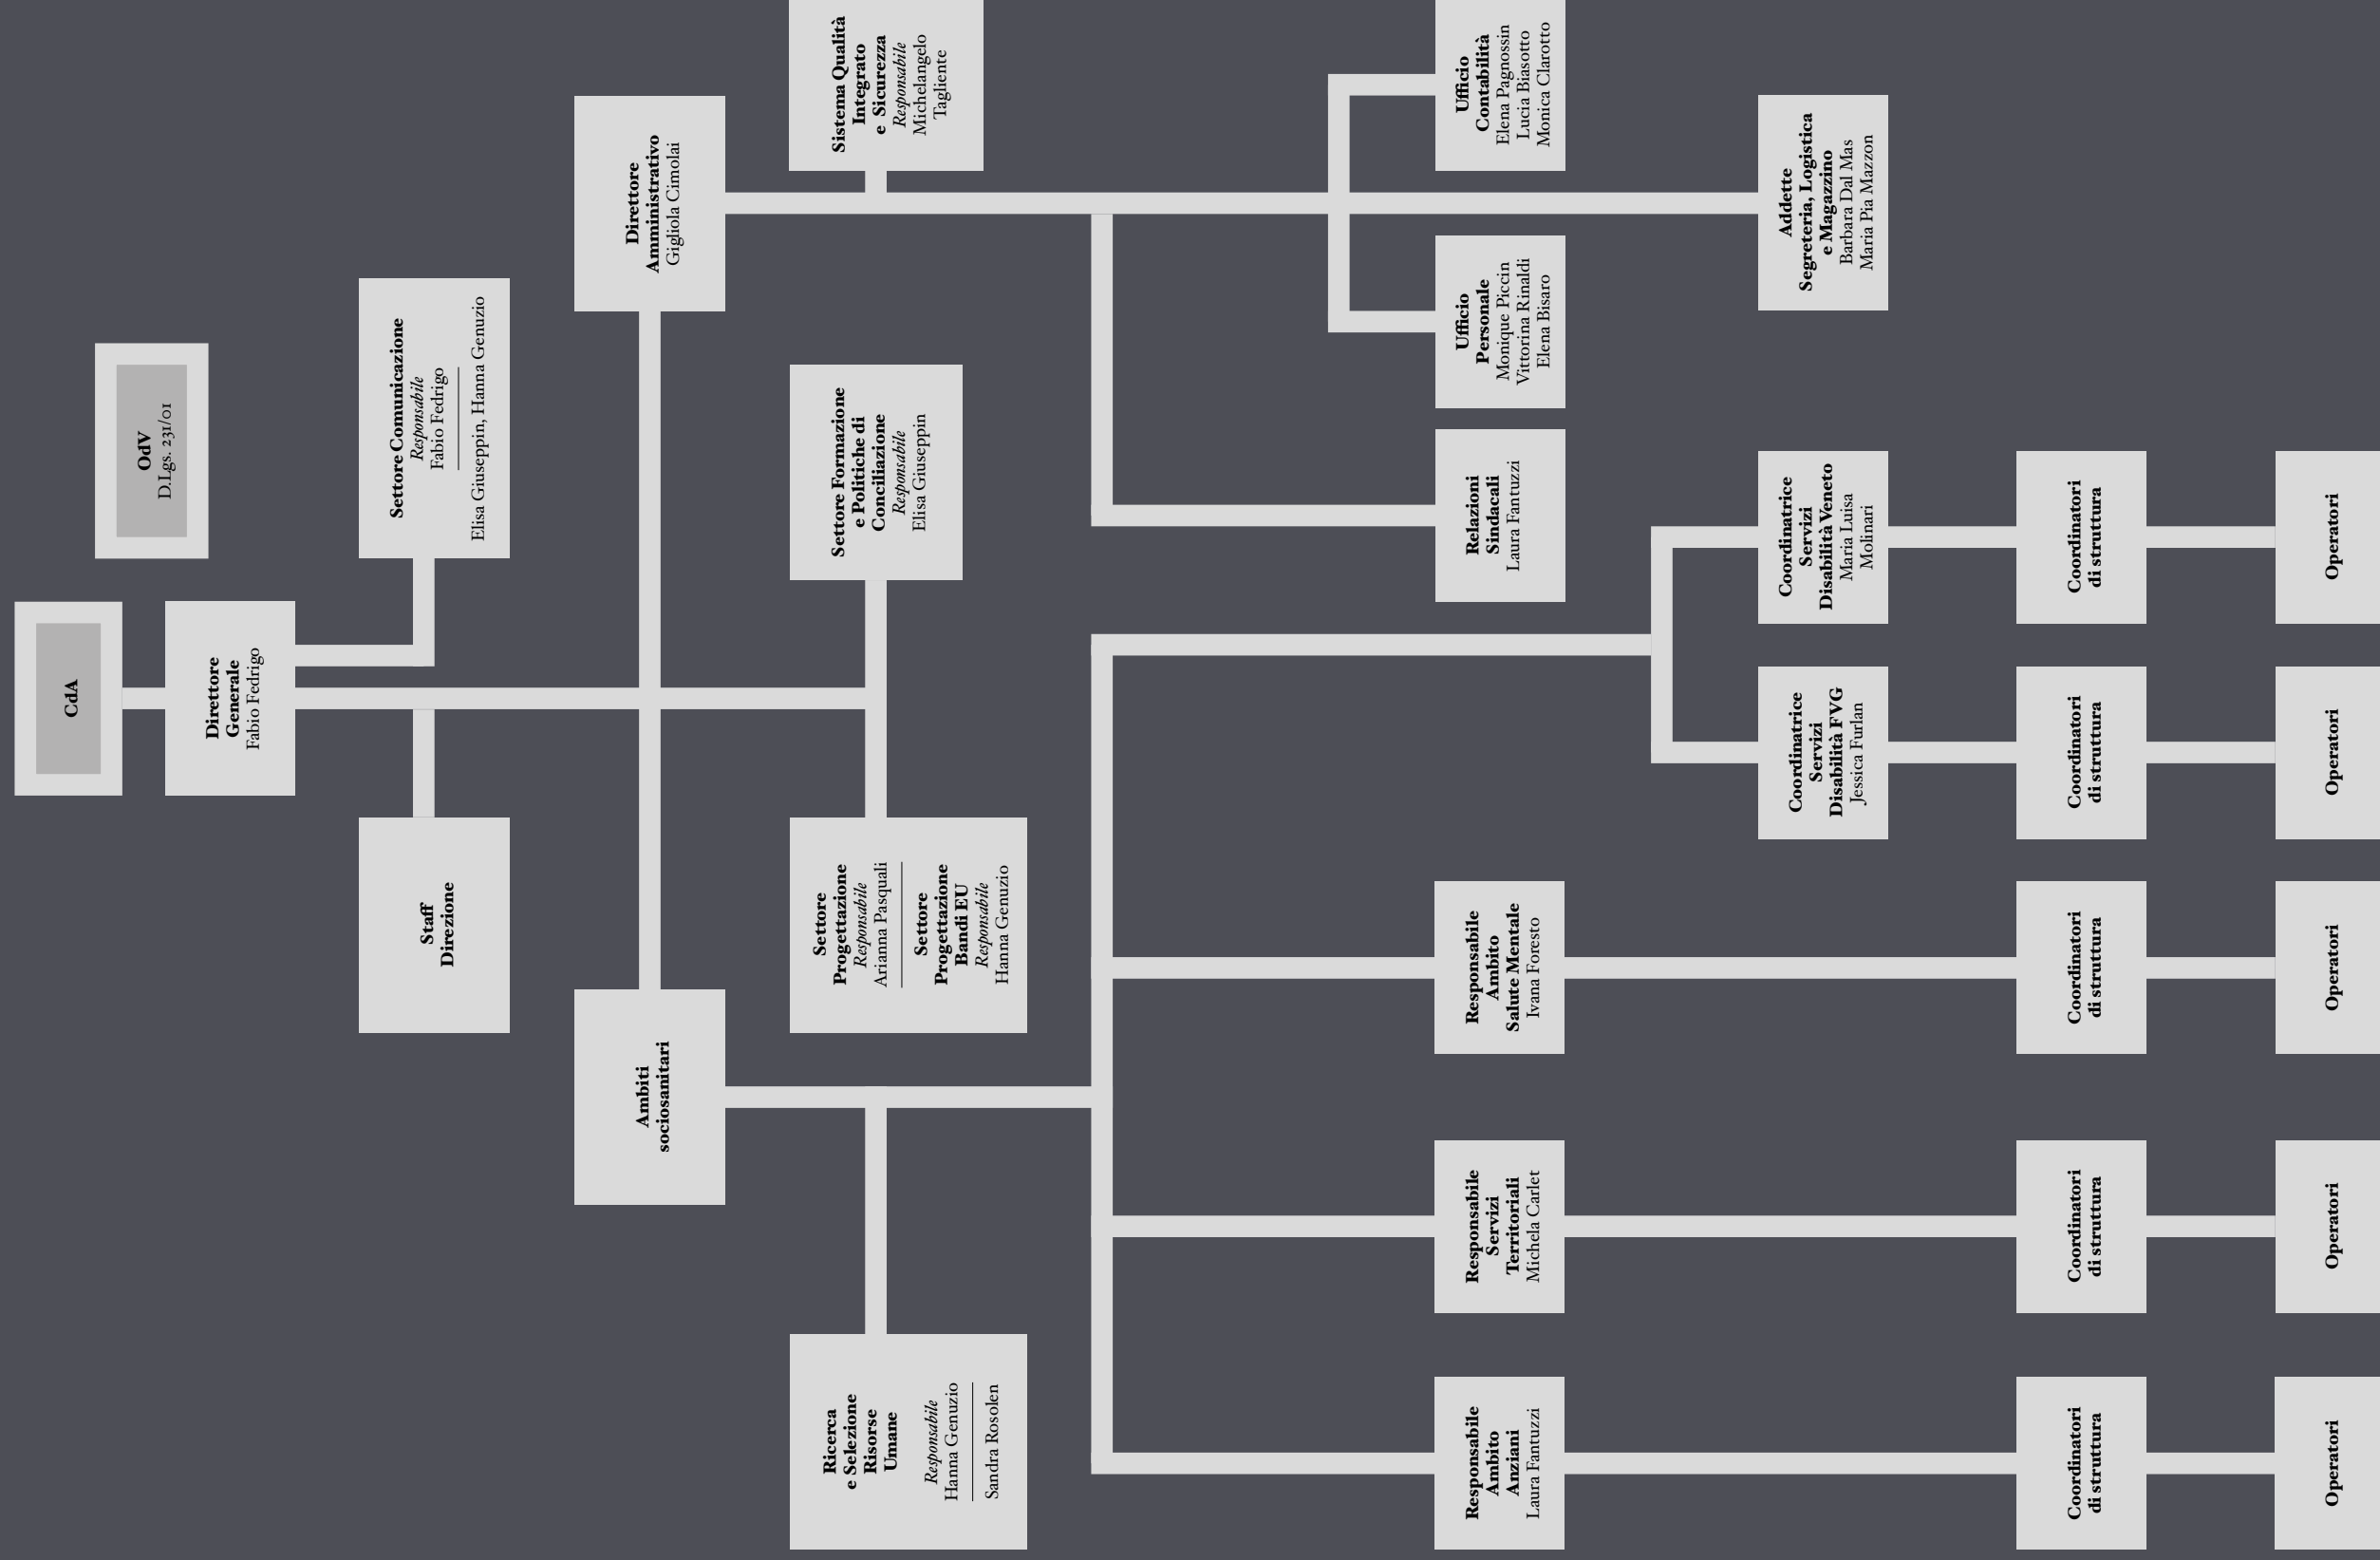 CdA
OdV
D.Lgs. 231/01
Direttore
Generale
Fabio Fedrigo
Staff
Direzione
Settore Comunicazione
Responsabile
Fabio Fedrigo
Elisa Giuseppin, Hanna Genuzio
Ambiti
sociosanitari
Direttore
Amministrativo
Gigliola Cimolai
Ricerca
e Selezione
Risorse
Umane
Responsabile
Hanna Genuzio
Sandra Rosolen
Settore
Progettazione
Responsabile
Arianna Pasquali
Settore
Progettazione
Bandi EU
Responsabile
Hanna Genuzio
Settore Formazione
e Politiche di
Conciliazione
Responsabile
Elisa Giuseppin
Sistema Qualità
Integrato
e Sicurezza
Responsabile
Michelangelo
Tagliente
Responsabile
Ambito
Anziani
Laura Fantuzzi
Responsabile
Servizi
Territoriali
Michela Carlet
Responsabile
Ambito
Salute Mentale
Ivana Foresto
Relazioni
Sindacali
Laura Fantuzzi
Ufficio
Personale
Monique Piccin
Vittorina Rinaldi
Elena Bisaro
Ufficio
Contabilità
Elena Pagnossin
Lucia Biasotto
Monica Clarotto
Coordinatrice
Servizi
Disabilità FVG
Jessica Furlan
Coordinatrice
Servizi
Disabilità Veneto
Maria Luisa
Molinari
Addette
Segreteria, Logistica
e Magazzino
Barbara Dal Mas
Maria Pia Mazzon
Coordinatori
di struttura
Coordinatori
di struttura
Coordinatori
di struttura
Coordinatori
di struttura
Coordinatori
di struttura
Operatori
Operatori
Operatori
Operatori
Operatori